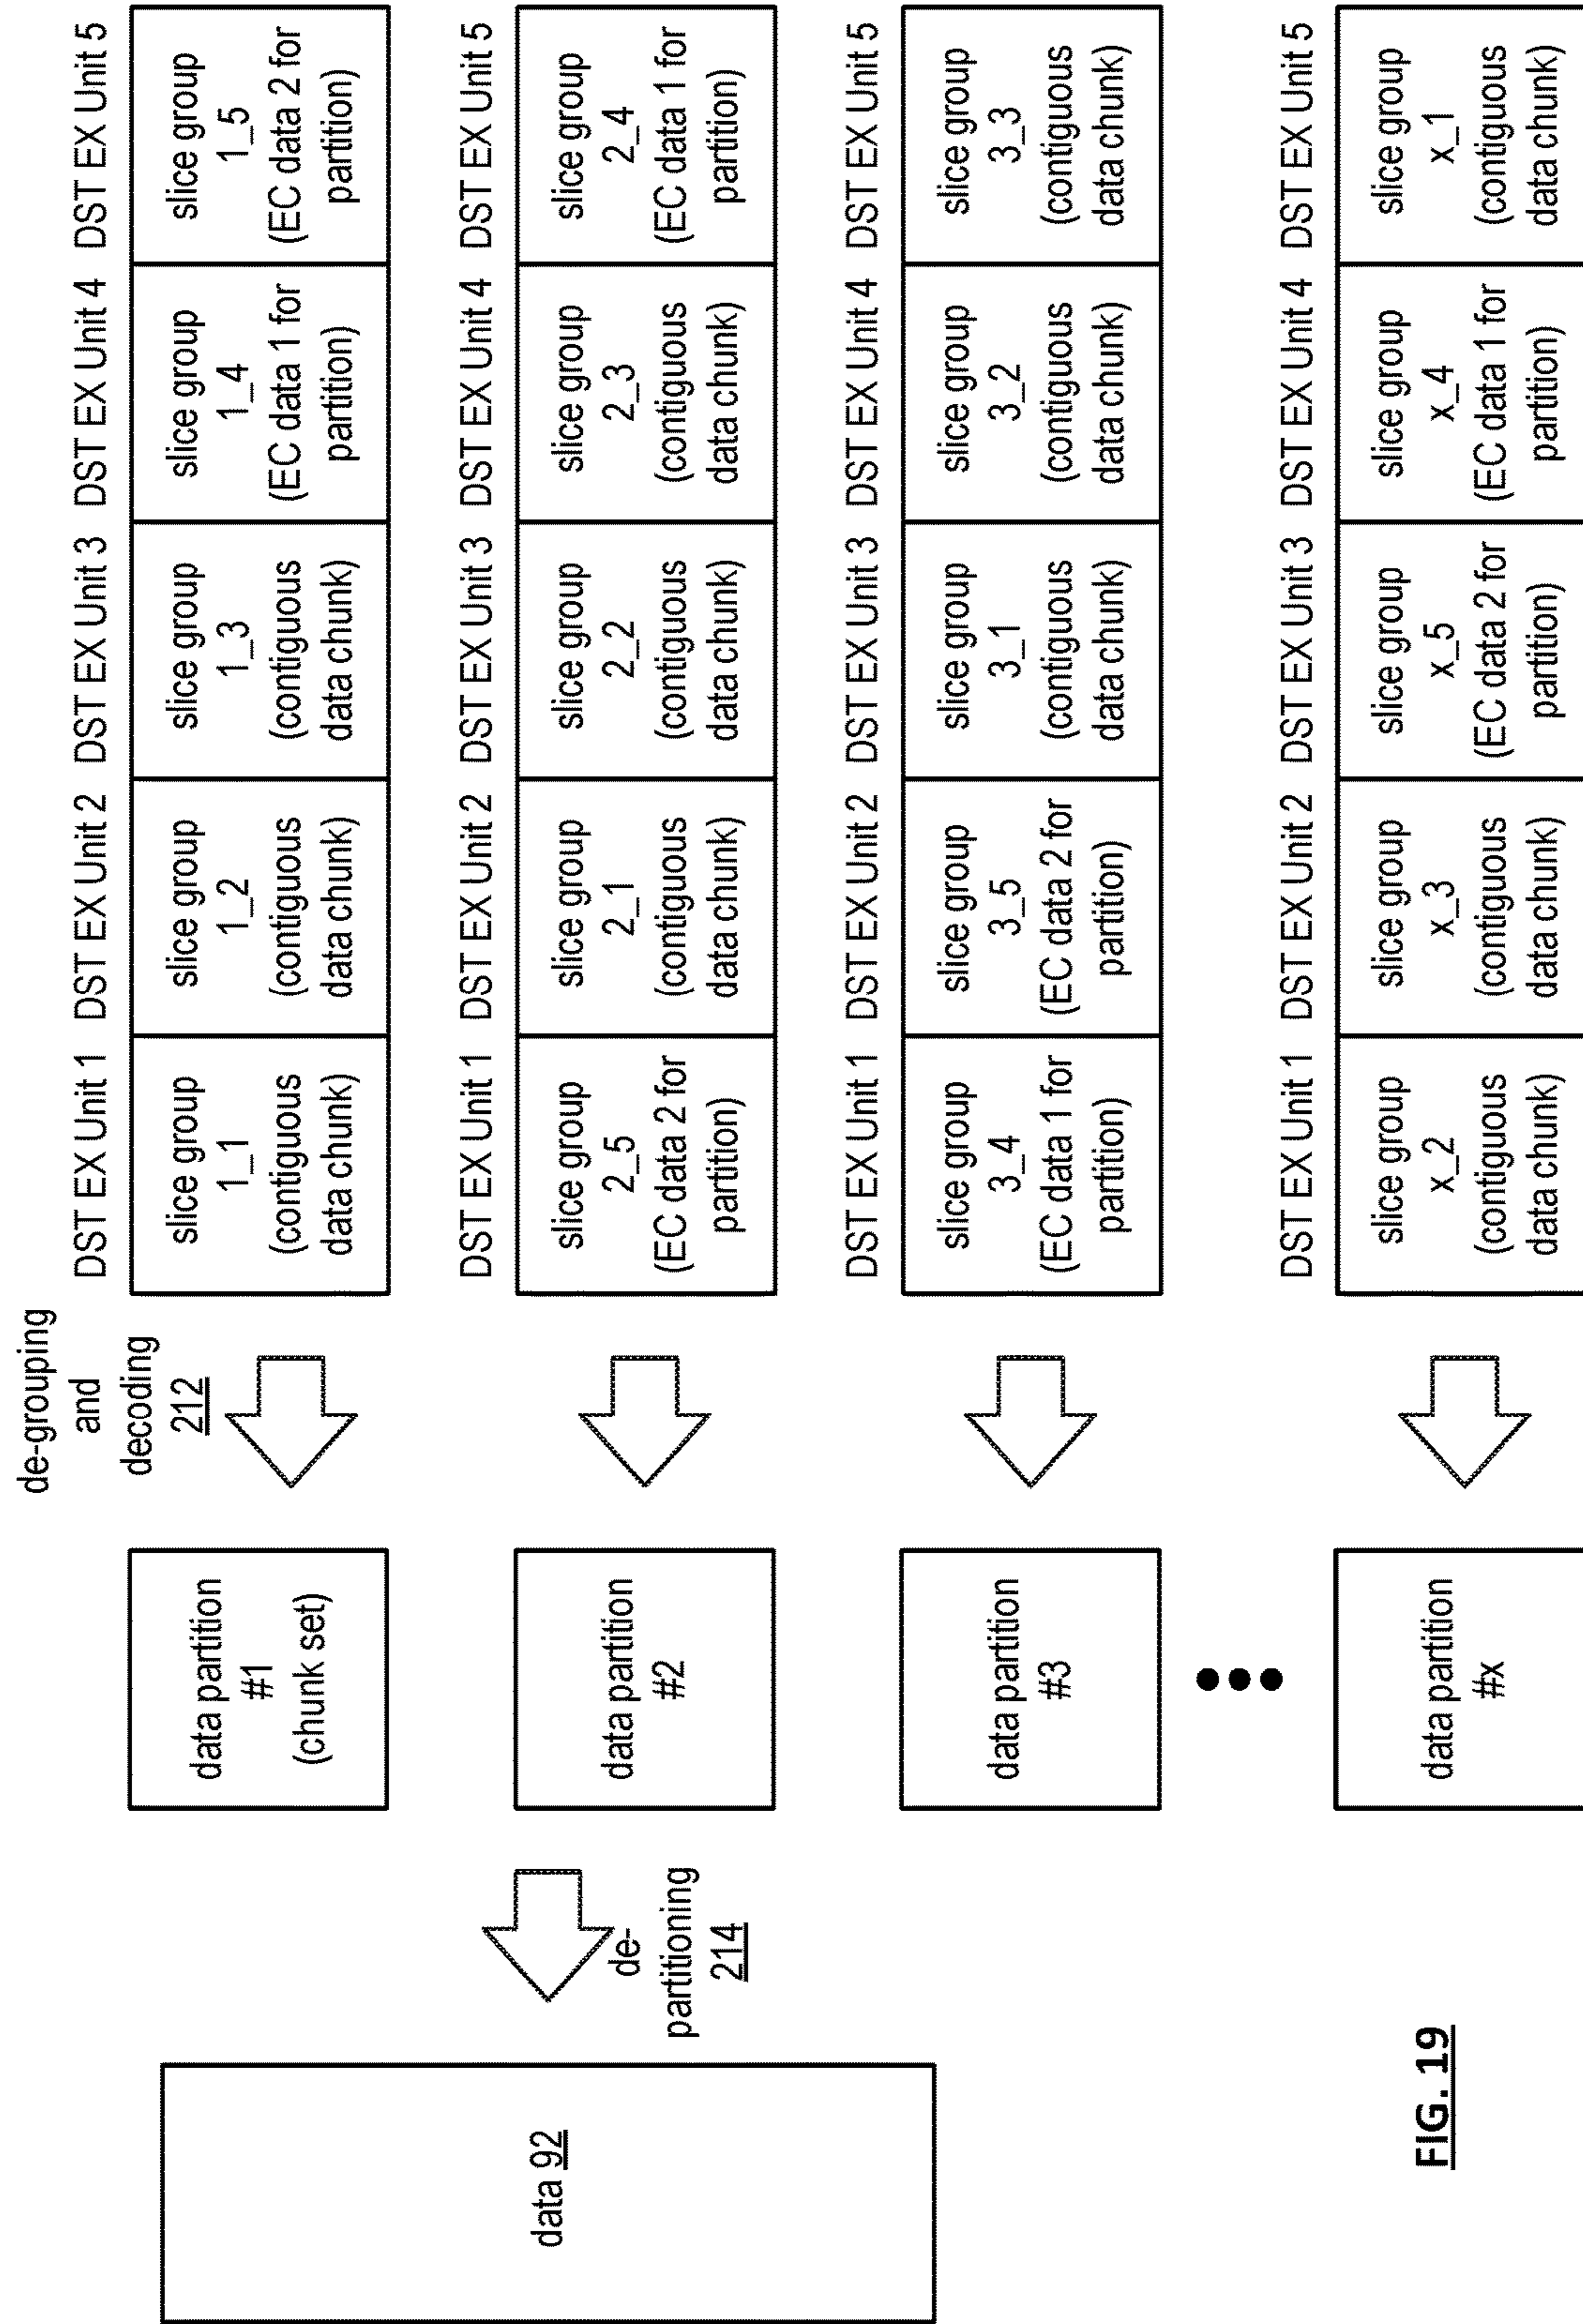 de-grouping
and
decoding
212
data 92
de-
partitioning
214
data partition
#1
(chunk set)
DST EX Unit 1
DST EX Unit 2
DST EX Unit 3
DST EX Unit 4
DST EX Unit 5
slice group
1_1
(contiguous
data chunk)
slice group
1_2
(contiguous
data chunk)
slice group
1_3
(contiguous
data chunk)
slice group
1_4
(EC data 1 for
partition)
slice group
1_5
(EC data 2 for
partition)
data partition
#2
DST EX Unit 1
DST EX Unit 2
DST EX Unit 3
DST EX Unit 4
DST EX Unit 5
slice group
2_5
(EC data 2 for
partition)
slice group
2_1
(contiguous
data chunk)
slice group
2_2
(contiguous
data chunk)
slice group
2_3
(contiguous
data chunk)
slice group
2_4
(EC data 1 for
partition)
data partition
#3
DST EX Unit 1
DST EX Unit 2
DST EX Unit 3
DST EX Unit 4
DST EX Unit 5
slice group
3_4
(EC data 1 for
partition)
slice group
3_5
(EC data 2 for
partition)
slice group
3_1
(contiguous
data chunk)
slice group
3_2
(contiguous
data chunk)
slice group
3_3
(contiguous
data chunk)
data partition
#x
DST EX Unit 1
DST EX Unit 2
DST EX Unit 3
DST EX Unit 4
DST EX Unit 5
slice group
x_2
(contiguous
data chunk)
slice group
x_3
(contiguous
data chunk)
slice group
x_5
(EC data 2 for
partition)
slice group
x_4
(EC data 1 for
partition)
slice group
x_1
(contiguous
data chunk)
FIG. 19